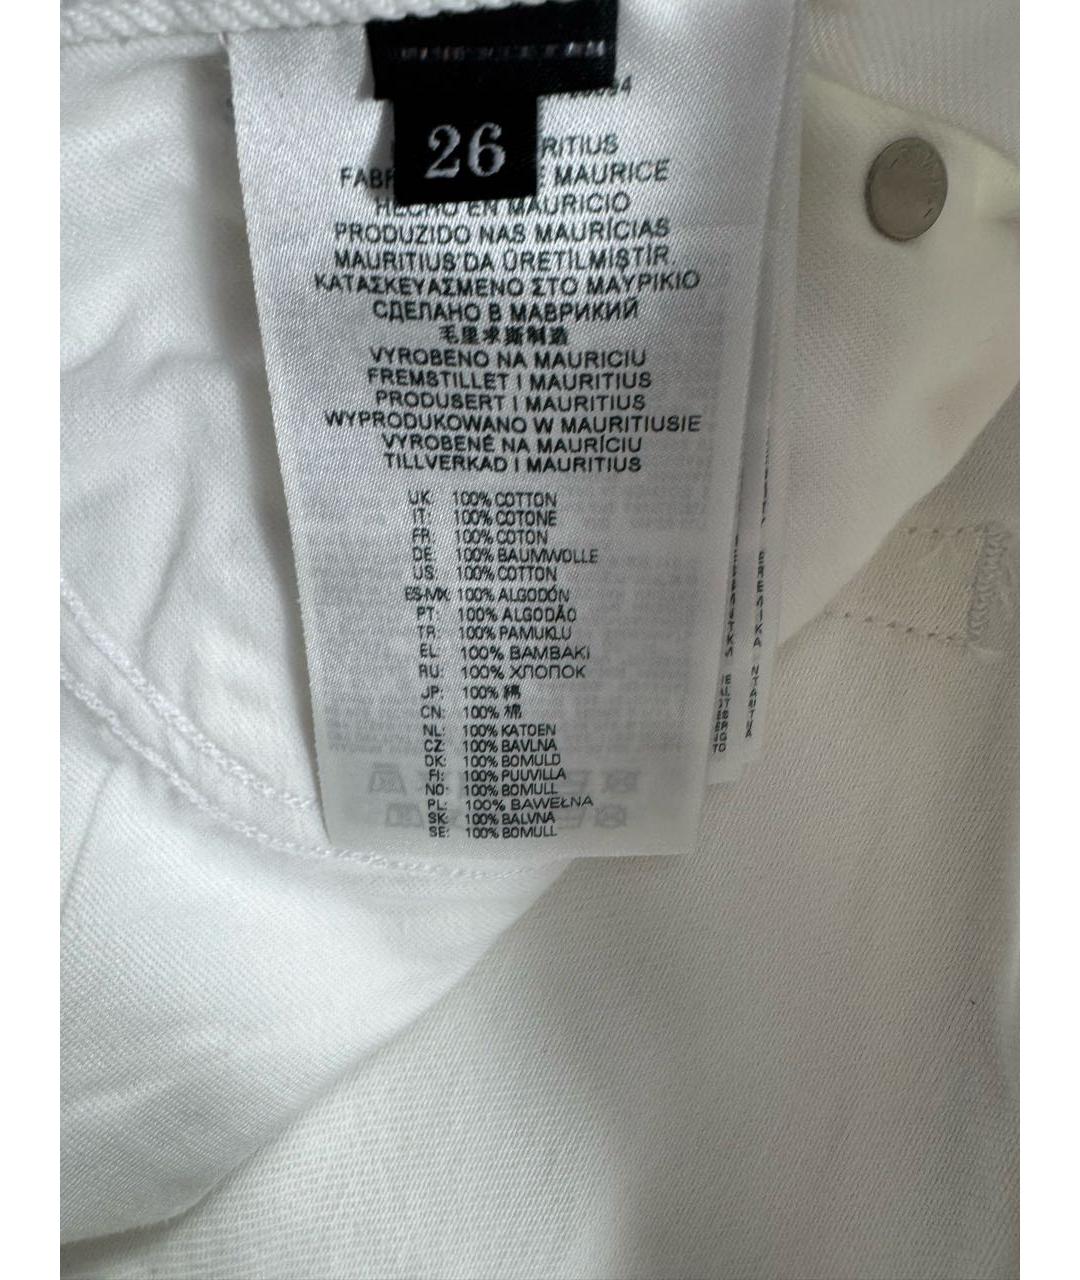 26
RITIUS
FABR MAURICE
HECHO EN MAURICIO
PRODUZIDO NAS MAURÍCIAS
MAURITIUS'DA ÜRETİLMİŞTİR.
ΚΑΤΑΣΚΕΥΑΣΜΕΝΟ ΣΤΟ ΜΑΥΡΙΚΙΟ
СДЕЛАНО В МАВРИКИЙ
毛里求斯制造
VYROBENO NA MAURICIU
FREMSTILLET I MAURITIUS
PRODUSERT I MAURITIUS
WYPRODUKOWANO W MAURITIUSIE
VYROBENÉ NA MAURÍCIU
TILLVERKAD I MAURITIUS
UK: 100% COTTON
IT: 100% COTONE
FR: 100% COTON
DE: 100% BAUMWOLLE
US: 100% COTTON
ES-MX: 100% ALGODÓN
PT: 100% ALGODÃO
TR: 100% PAMUKLU
EL: 100% ΒΑΜΒΑΚΙ
RU: 100% ХЛОПОК
JP: 100% 綿
CN: 100% 棉
NL: 100% KATOEN
CZ: 100% BAVLNA
DK: 100% BOMULD
FI: 100% PUUVILLA
NO: 100% BOMULL
PL: 100% BAWEŁNA
SK: 100% BALVNA
SE: 100% BOMULL